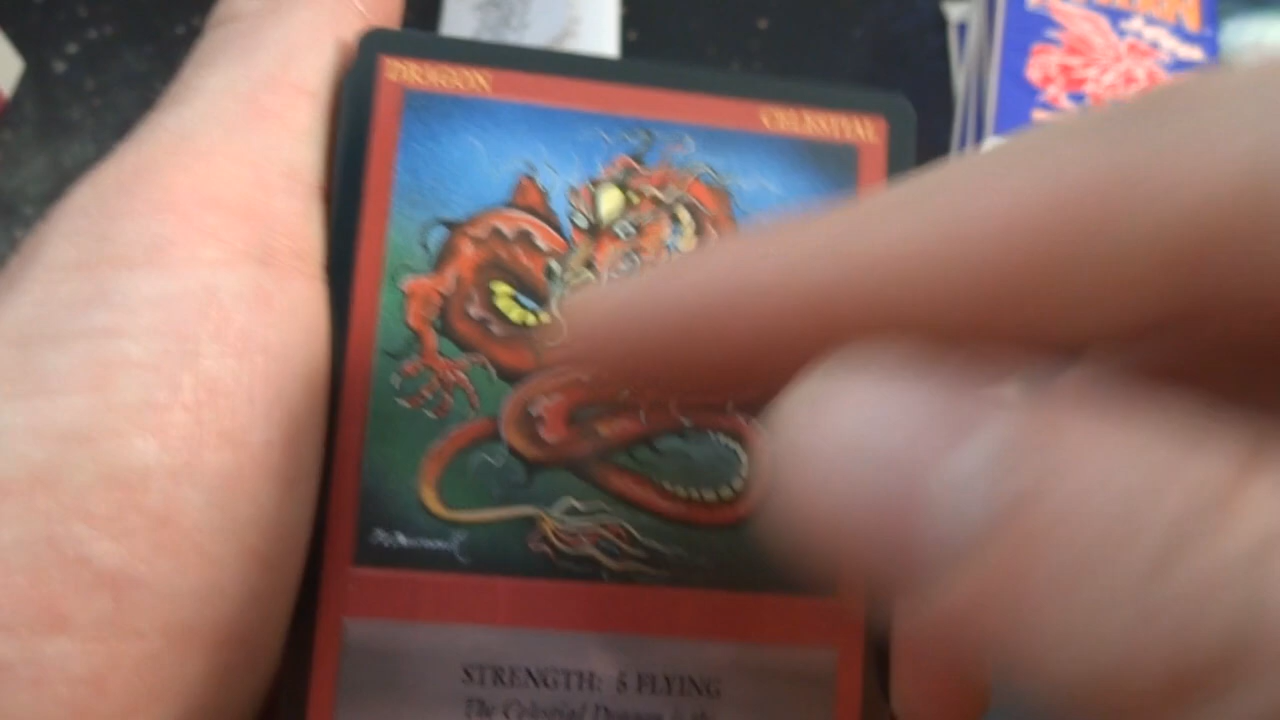 DRAGON
CELESTIAL
STRENGTH: 5 FLYING
The Celestial Dragon is the